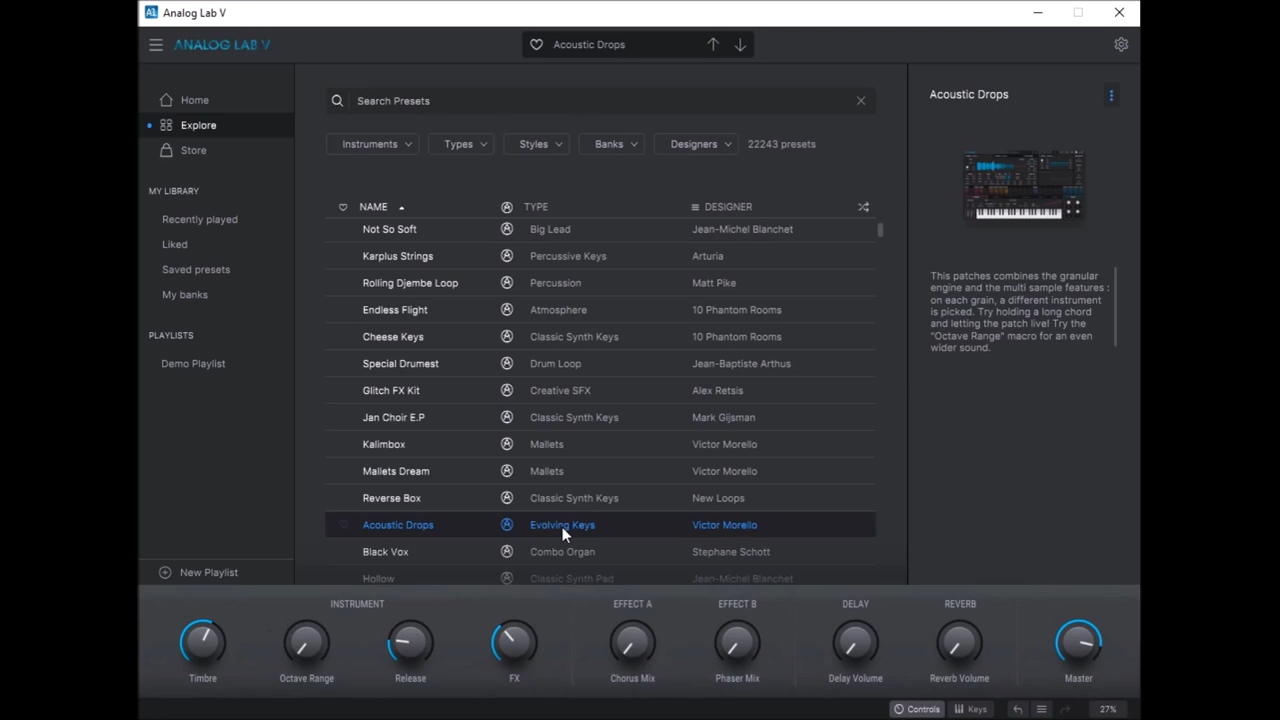 Analog Lab V
ANALOG LAB V
Acoustic Drops
Home
Explore
Store
MY LIBRARY
Recently played
Liked
Saved presets
My banks
PLAYLISTS
Demo Playlist
New Playlist
Search Presets
Instruments Types Styles Banks Designers 22243 presets
NAME TYPE DESIGNER
Not So Soft Big Lead Jean-Michel Blanchet
Karplus Strings Percussive Keys Arturia
Rolling Djembe Loop Percussion Matt Pike
Endless Flight Atmosphere 10 Phantom Rooms
Cheese Keys Classic Synth Keys 10 Phantom Rooms
Special Drumest Drum Loop Jean-Baptiste Arthus
Glitch FX Kit Creative SFX Alex Retsis
Jan Choir E.P Classic Synth Keys Mark Gijsman
Kalimbox Mallets Victor Morello
Mallets Dream Mallets Victor Morello
Reverse Box Classic Synth Keys New Loops
Acoustic Drops Evolving Keys Victor Morello
Black Vox Combo Organ Stephane Schott
Hollow Classic Synth Pad Jean-Michel Blanchet
Acoustic Drops
This patches combines the granular
engine and the multi sample features :
on each grain, a different instrument
is picked. Try holding a long chord
and letting the patch live! Try the
"Octave Range" macro for an even
wider sound.
INSTRUMENT EFFECT A EFFECT B DELAY REVERB
Timbre Octave Range Release FX Chorus Mix Phaser Mix Delay Volume Reverb Volume Master
Controls Keys 27%